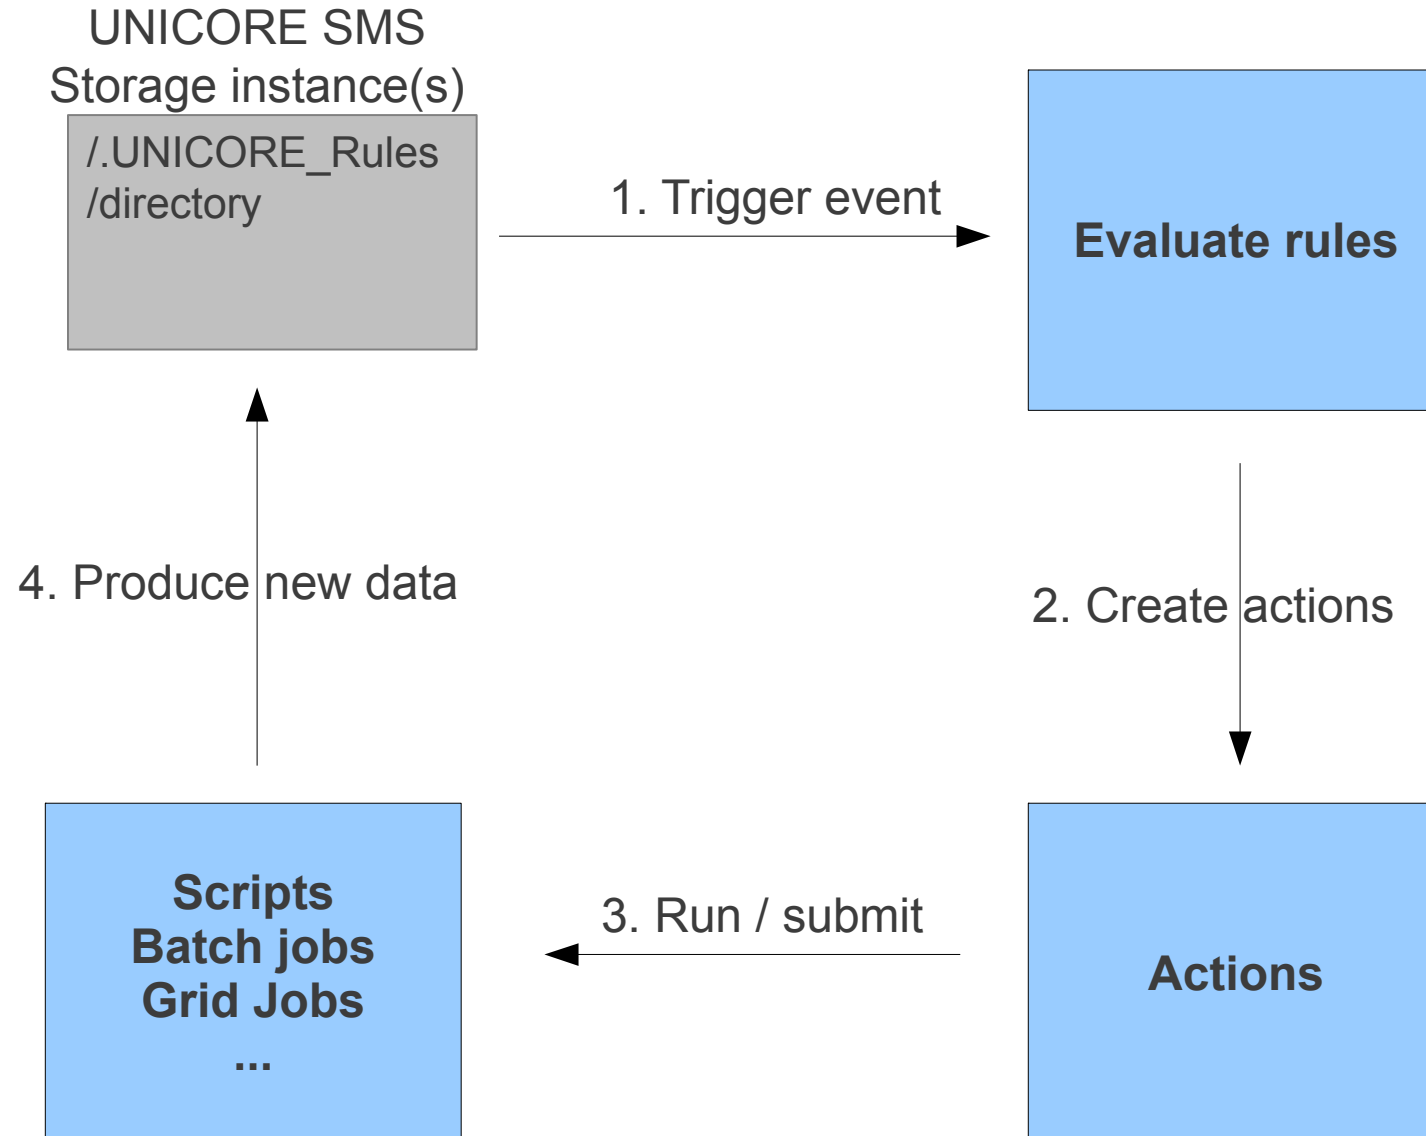 UNICORE SMS
Storage instance(s)
/.UNICORE_Rules
/directory
1. Trigger event
Evaluate rules
4. Produce new data
2. Create actions
Scripts
Batch jobs
Grid Jobs
...
3. Run / submit
Actions